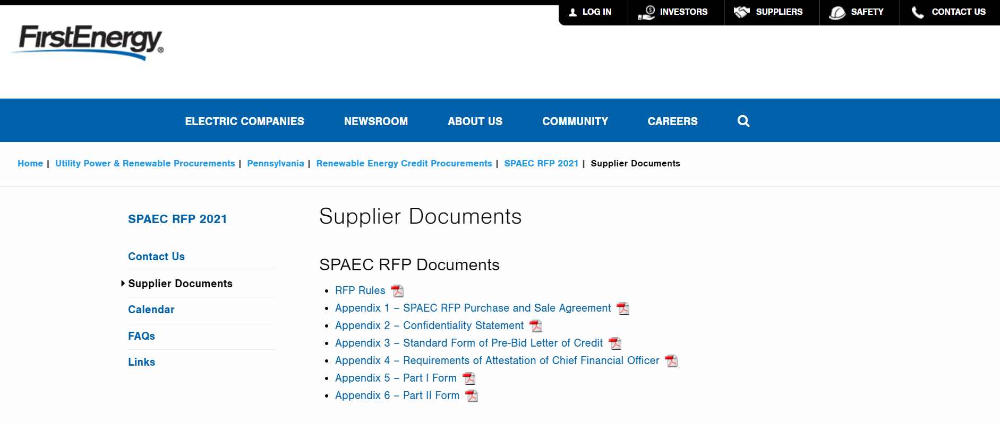 LOG IN
INVESTORS
SUPPLIERS
SAFETY
CONTACT US
FirstEnergy®
ELECTRIC COMPANIES
NEWSROOM
ABOUT US
COMMUNITY
CAREERS
Home | Utility Power & Renewable Procurements | Pennsylvania | Renewable Energy Credit Procurements | SPAEC RFP 2021 | Supplier Documents
SPAEC RFP 2021
Contact Us
Supplier Documents
Calendar
FAQs
Links
Supplier Documents
SPAEC RFP Documents
• RFP Rules
• Appendix 1 – SPAEC RFP Purchase and Sale Agreement
• Appendix 2 – Confidentiality Statement
• Appendix 3 – Standard Form of Pre-Bid Letter of Credit
• Appendix 4 – Requirements of Attestation of Chief Financial Officer
• Appendix 5 – Part I Form
• Appendix 6 – Part II Form